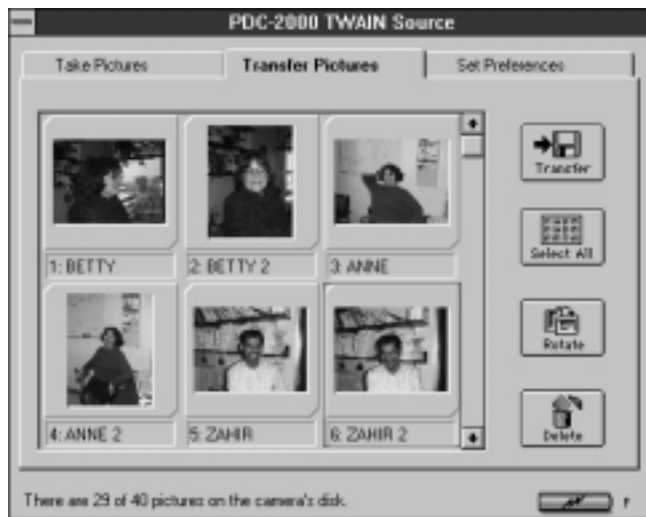 PDC-2000 TWAIN Source
Take Pictures
Transfer Pictures
Set Preferences
Transfer
1: BETTY
2: BETTY 2
3: ANNE
Select All
Rotate
4: ANNE 2
5: ZAHIR
6: ZAHIR 2
Delete
There are 29 of 40 pictures on the camera's disk.